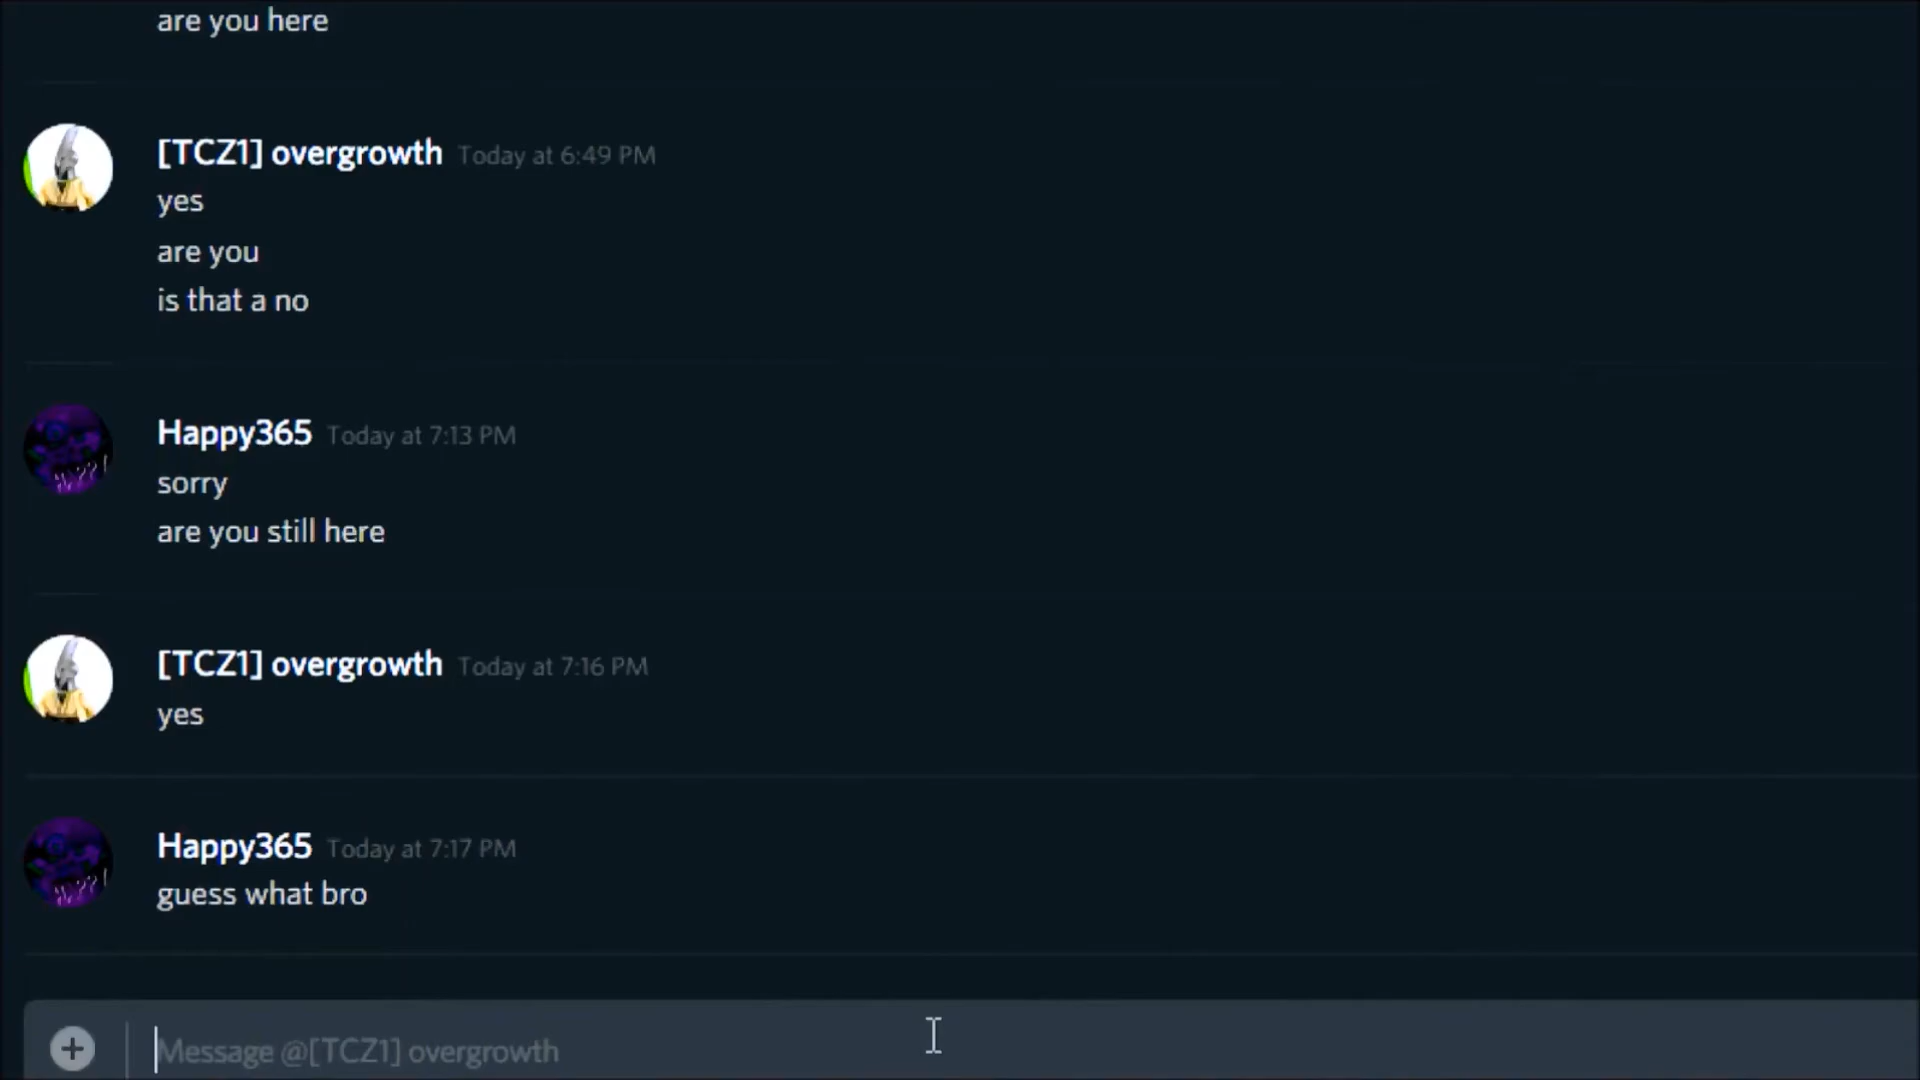 are you here
[TCZ1] overgrowth Today at 6:49 PM
yes
are you
is that a no
Happy365 Today at 7:13 PM
sorry
are you still here
[TCZ1] overgrowth Today at 7:16 PM
yes
Happy365 Today at 7:17 PM
guess what bro
Message @[TCZ1] overgrowth